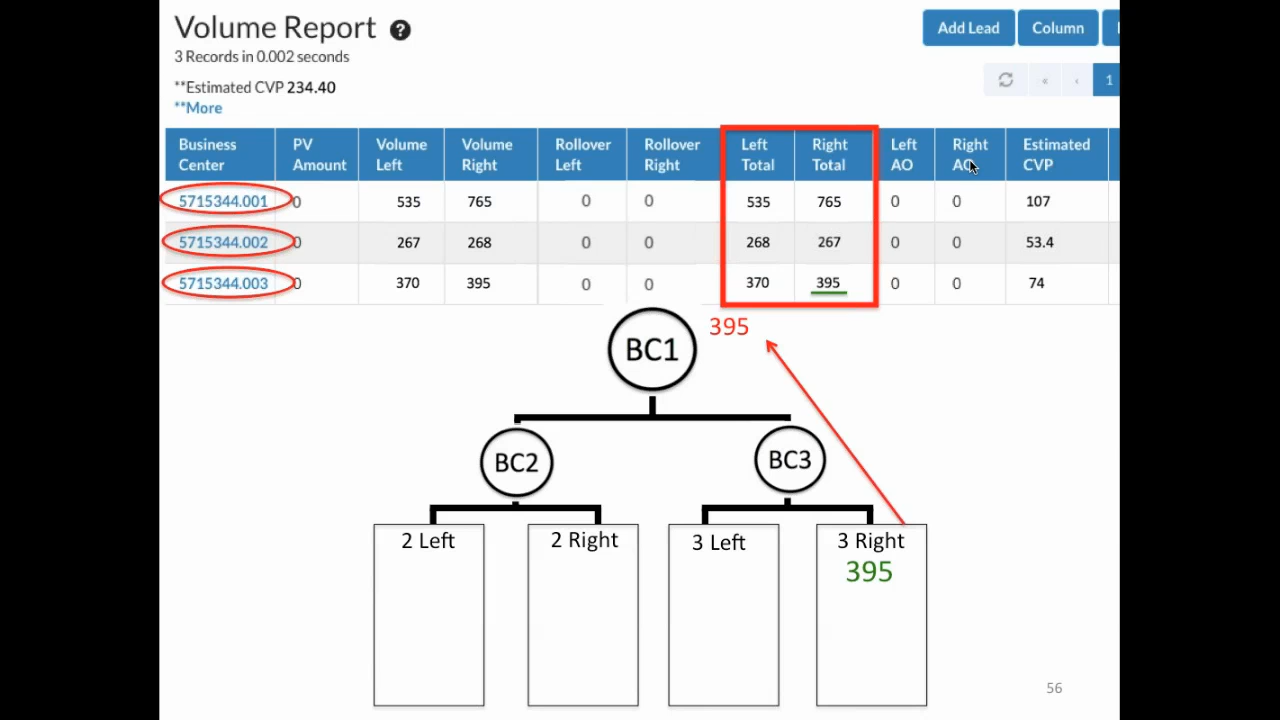 Volume Report ?
Add Lead Column
3 Records in 0.002 seconds
**Estimated CVP 234.40
**More
« ‹ 1
Business Center PV Amount Volume Left Volume Right Rollover Left Rollover Right Left Total Right Total Left AO Right AO Estimated CVP
5715344.001 0 535 765 0 0 535 765 0 0 107
5715344.002 0 267 268 0 0 268 267 0 0 53.4
5715344.003 0 370 395 0 0 370 395 0 0 74
395
BC1
BC2 BC3
2 Left 2 Right 3 Left 3 Right
395
56